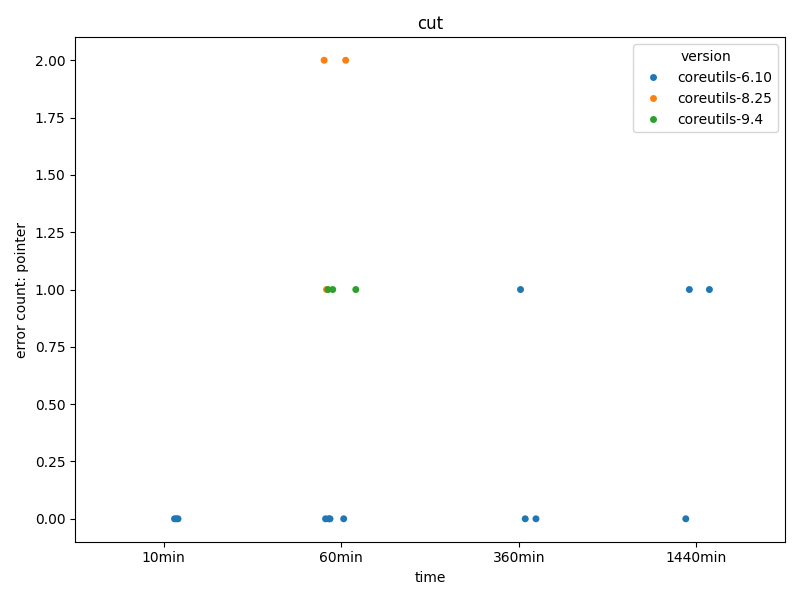 cut
version
coreutils-6.10
coreutils-8.25
coreutils-9.4
error count: pointer
2.00
1.75
1.50
1.25
1.00
0.75
0.50
0.25
0.00
10min
60min
360min
1440min
time